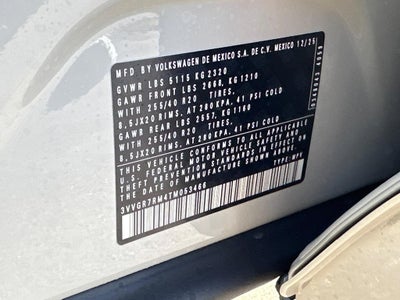 MFD BY VOLKSWAGEN DE MEXICO S.A. DE C.V. MEXICO 12/25
GVWR LBS 5115 KG 2320
GAWR FRONT LBS 2668, KG 1210
WITH 255/40 R20 TIRES,
8,5JX20 RIMS, AT 280KPA, 41 PSI COLD
GAWR REAR LBS 2557, KG 1160
WITH 255/40 R20 TIRES,
8,5JX20 RIMS, AT 280KPA, 41 PSI COLD
THIS VEHICLE CONFORMS TO ALL APPLICABLE
U.S. FEDERAL MOTOR VEHICLE
SAFETY STANDARDS IN EFFECT ON THE
DATE OF MANUFACTURE SHOWN ABOVE.
3VVGR7RM4TM053466 TYPE: MPV